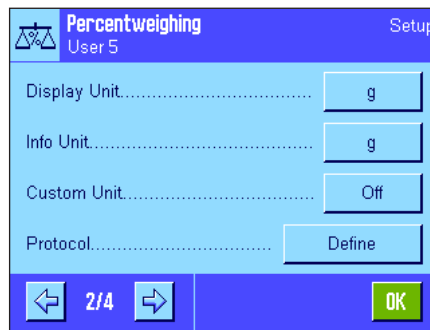 Percentweighing Setup
User 5
Display Unit.................................... g
Info Unit.......................................... g
Custom Unit................................... Off
Protocol.............................. Define
2/4 OK